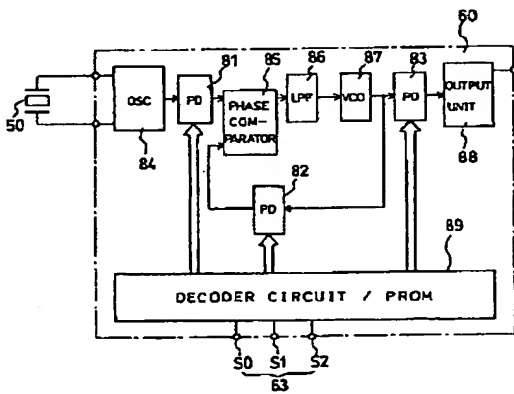 60
81
85
86
87
83
OSC
PD
PHASE
COM-
PARATOR
LPF
VCO
PD
OUTPUT
UNIT
50
84
88
82
PD
89
DECODER CIRCUIT / PROM
S0 S1 S2
63